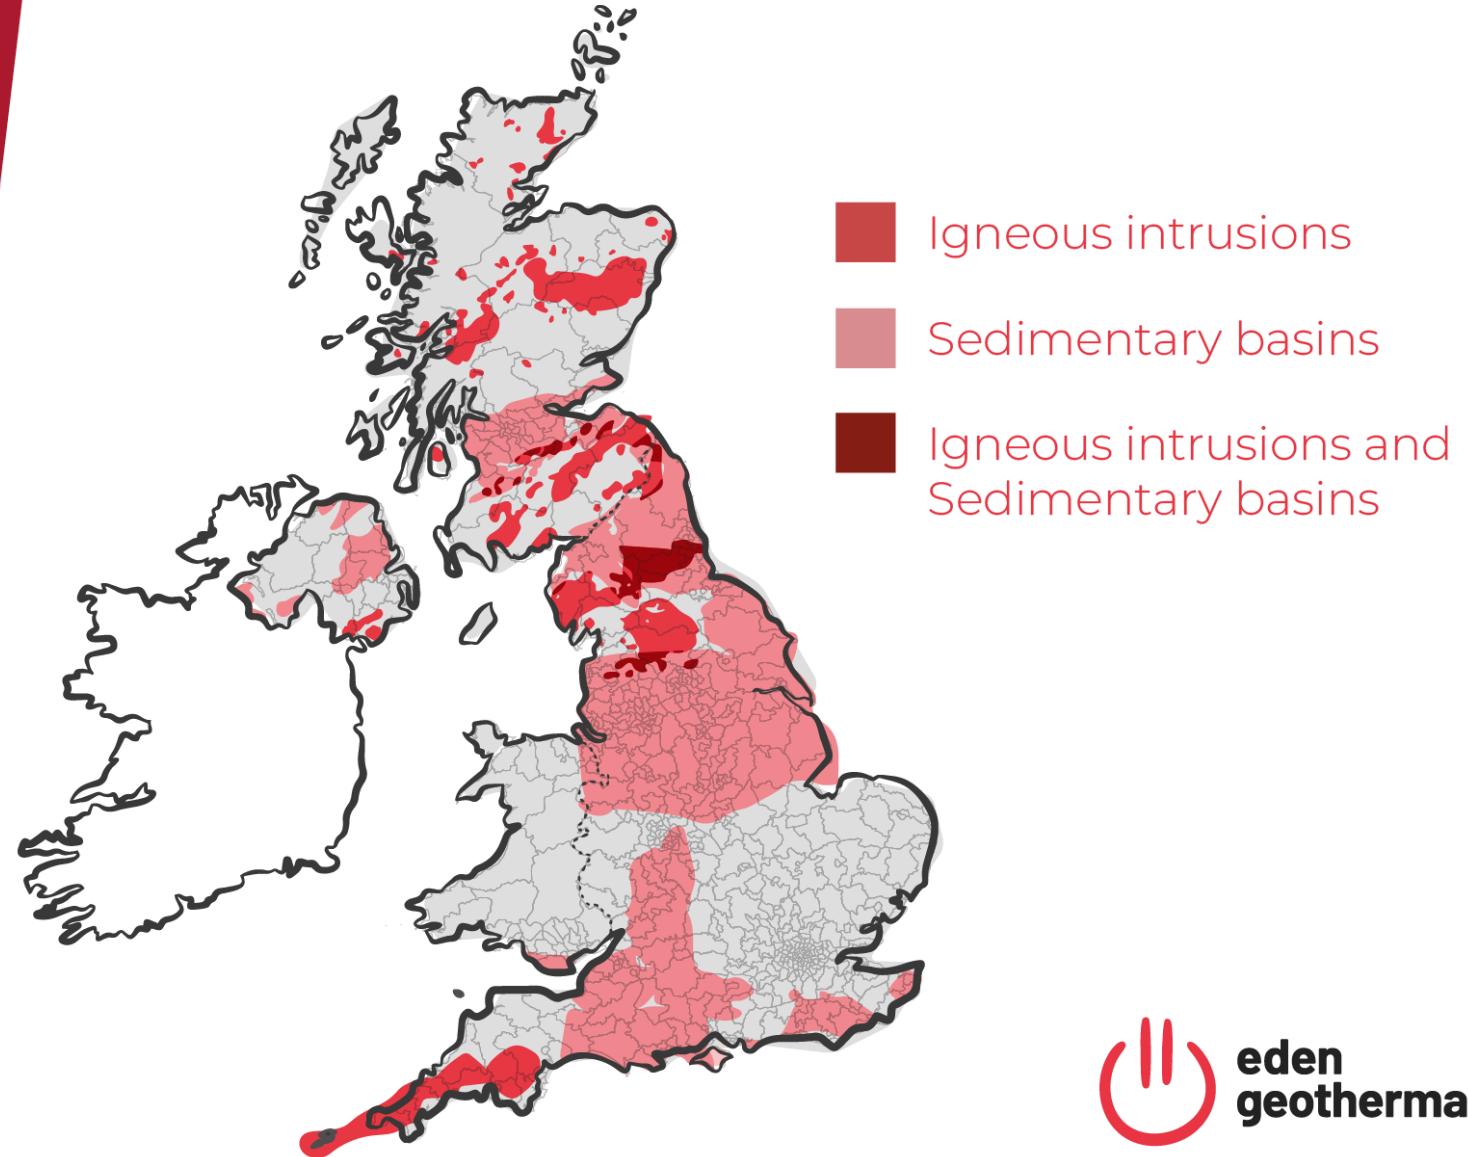 Igneous intrusions
Sedimentary basins
Igneous intrusions and
Sedimentary basins
eden
geotherma